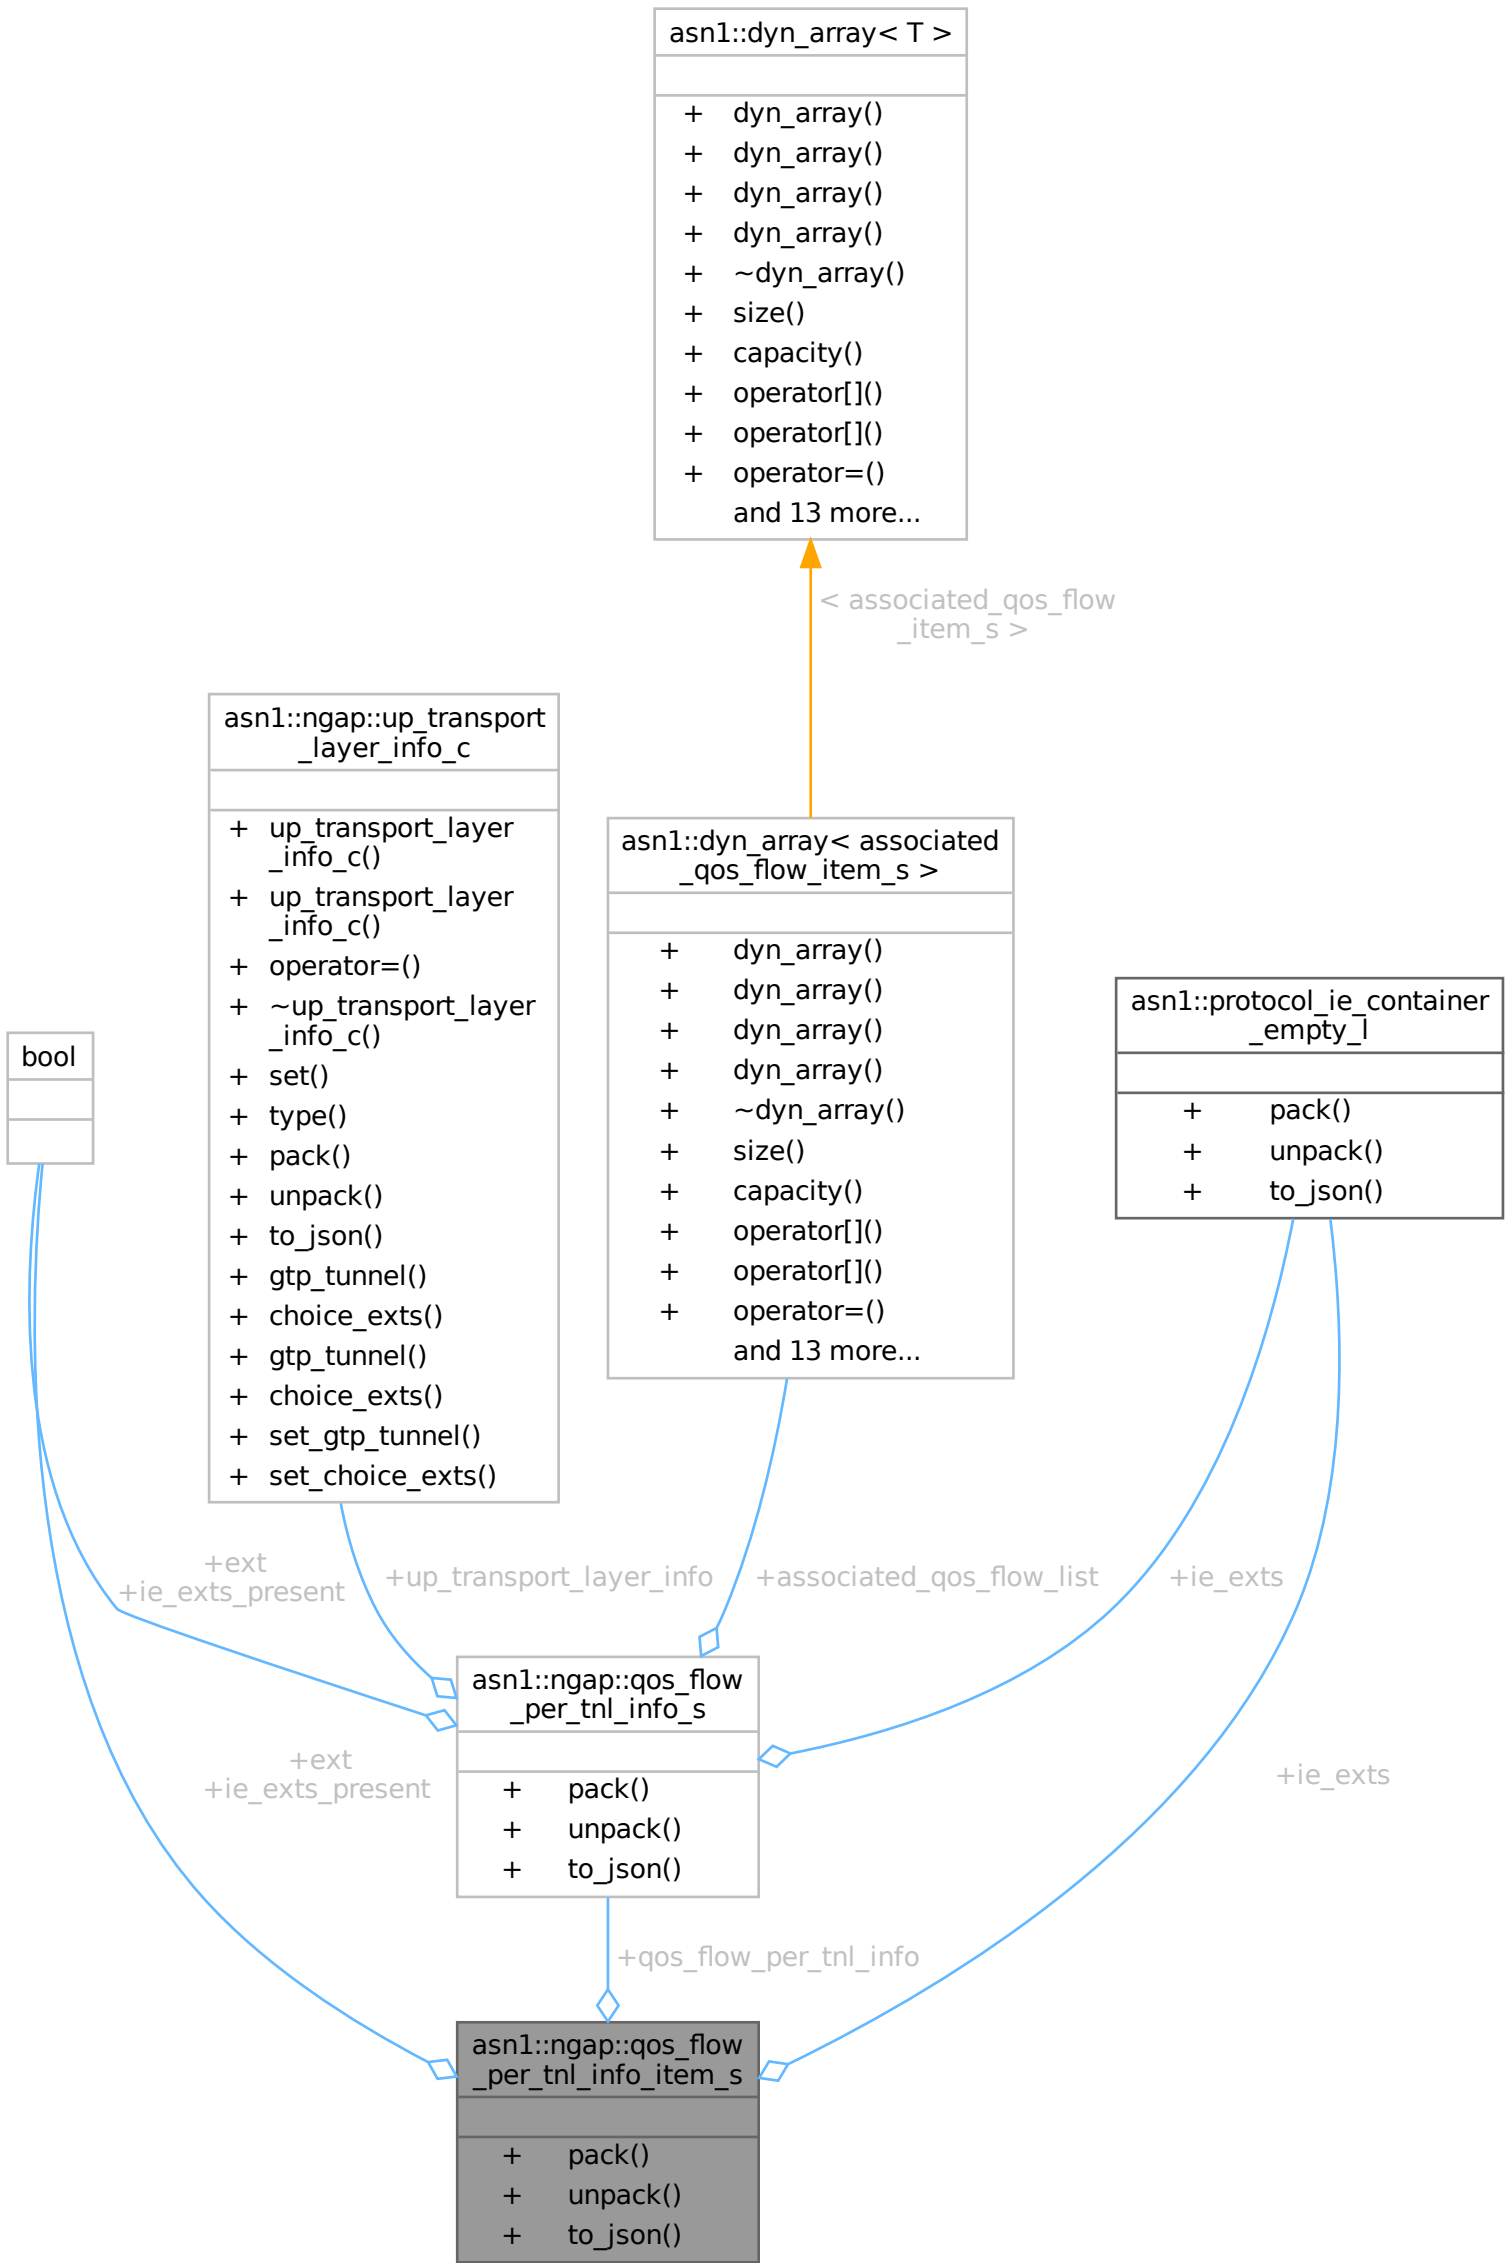 asn1::dyn_array< T >
+ dyn_array()
+ dyn_array()
+ dyn_array()
+ dyn_array()
+ ~dyn_array()
+ size()
+ capacity()
+ operator[]()
+ operator[]()
+ operator=()
and 13 more...
< associated_qos_flow
_item_s >
asn1::ngap::up_transport
_layer_info_c
+ up_transport_layer
_info_c()
+ up_transport_layer
_info_c()
+ operator=()
+ ~up_transport_layer
_info_c()
+ set()
+ type()
+ pack()
+ unpack()
+ to_json()
+ gtp_tunnel()
+ choice_exts()
+ gtp_tunnel()
+ choice_exts()
+ set_gtp_tunnel()
+ set_choice_exts()
asn1::dyn_array< associated
_qos_flow_item_s >
+ dyn_array()
+ dyn_array()
+ dyn_array()
+ dyn_array()
+ ~dyn_array()
+ size()
+ capacity()
+ operator[]()
+ operator[]()
+ operator=()
and 13 more...
asn1::protocol_ie_container
_empty_l
+ pack()
+ unpack()
+ to_json()
bool
+ext
+ie_exts_present
+up_transport_layer_info
+associated_qos_flow_list
+ie_exts
asn1::ngap::qos_flow
_per_tnl_info_s
+ pack()
+ unpack()
+ to_json()
+ext
+ie_exts_present
+ie_exts
+qos_flow_per_tnl_info
asn1::ngap::qos_flow
_per_tnl_info_item_s
+ pack()
+ unpack()
+ to_json()